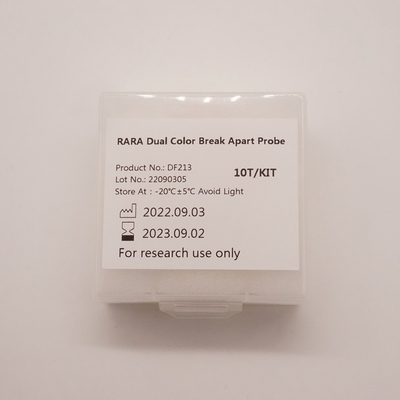 RARA Dual Color Break Apart Probe
Product No.: DF213
10T/KIT
Lot No.: 22090305
Store At : -20℃±5℃ Avoid Light
2022.09.03
2023.09.02
For research use only